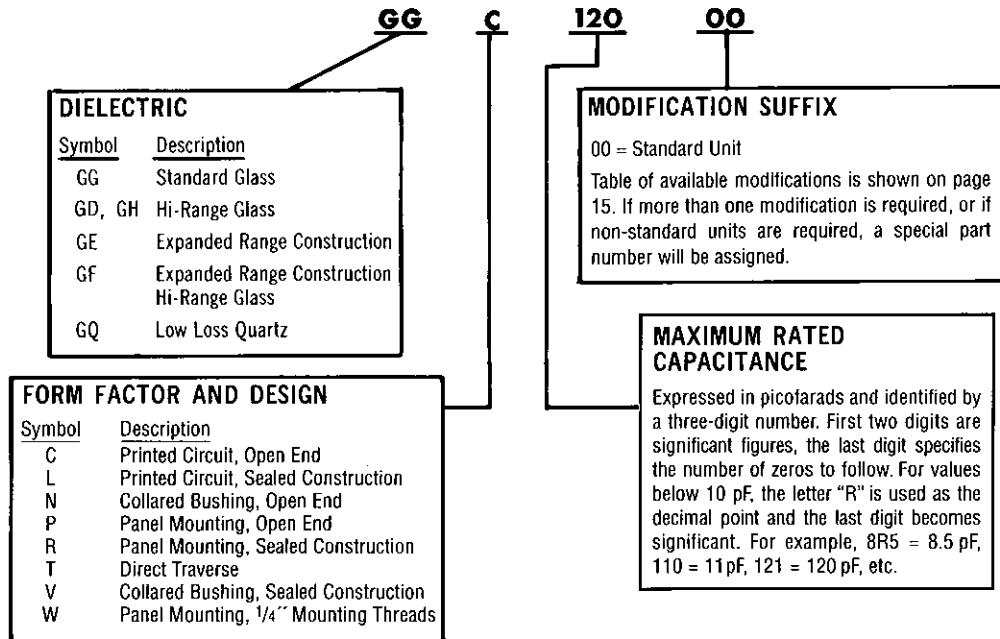 GG C 120 00
DIELECTRIC
Symbol Description
GG Standard Glass
GD, GH Hi-Range Glass
GE Expanded Range Construction
GF Expanded Range Construction
Hi-Range Glass
GQ Low Loss Quartz
MODIFICATION SUFFIX
00 = Standard Unit
Table of available modifications is shown on page
15. If more than one modification is required, or if
non-standard units are required, a special part
number will be assigned.
FORM FACTOR AND DESIGN
Symbol Description
C Printed Circuit, Open End
L Printed Circuit, Sealed Construction
N Collared Bushing, Open End
P Panel Mounting, Open End
R Panel Mounting, Sealed Construction
T Direct Traverse
V Collared Bushing, Sealed Construction
W Panel Mounting, 1/4″ Mounting Threads
MAXIMUM RATED
CAPACITANCE
Expressed in picofarads and identified by
a three-digit number. First two digits are
significant figures, the last digit specifies
the number of zeros to follow. For values
below 10 pF, the letter "R" is used as the
decimal point and the last digit becomes
significant. For example, 8R5 = 8.5 pF,
110 = 11pF, 121 = 120 pF, etc.